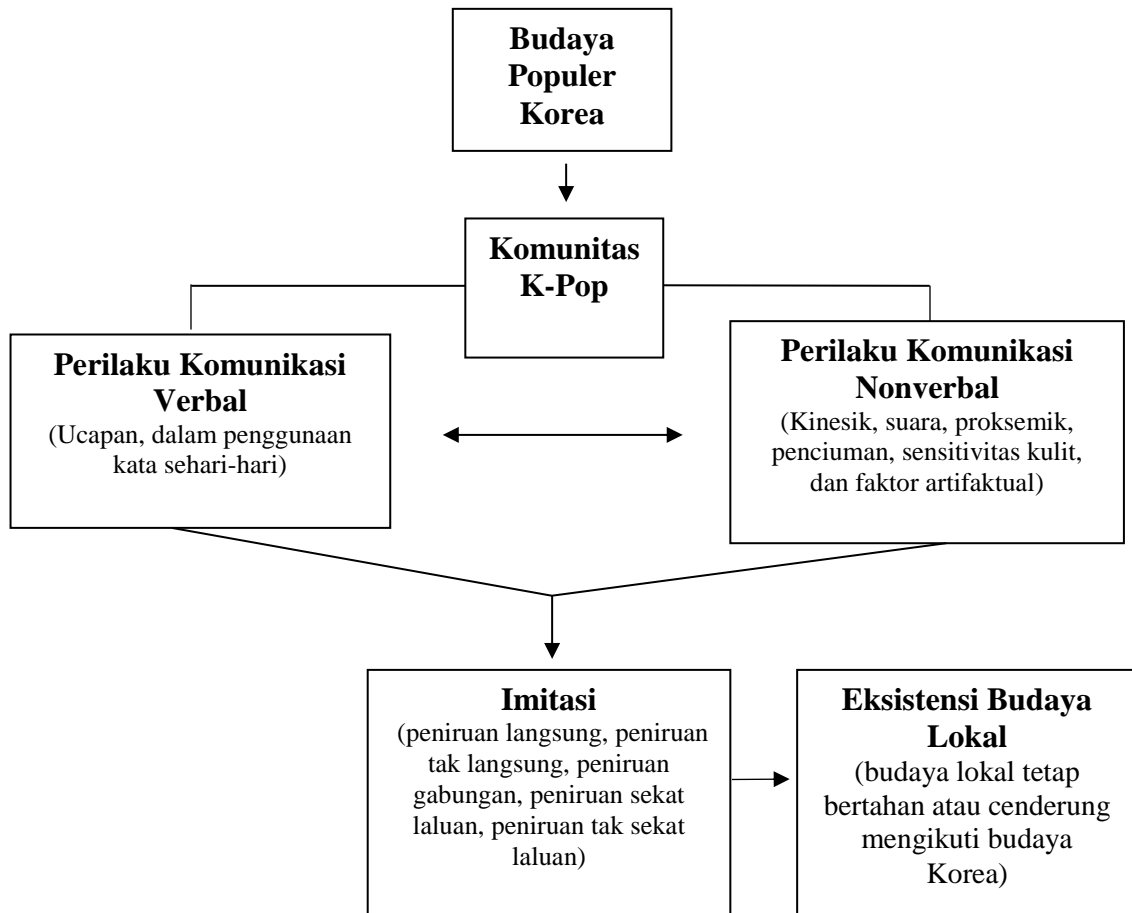 Budaya
Populer
Korea
Komunitas
K-Pop
Perilaku Komunikasi
Verbal
(Ucapan, dalam penggunaan
kata sehari-hari)
Perilaku Komunikasi
Nonverbal
(Kinesik, suara, proksemik,
penciuman, sensitivitas kulit,
dan faktor artifaktual)
Imitasi
(peniruan langsung, peniruan
tak langsung, peniruan
gabungan, peniruan sekat
laluan, peniruan tak sekat
laluan)
Eksistensi Budaya
Lokal
(budaya lokal tetap
bertahan atau cenderung
mengikuti budaya
Korea)